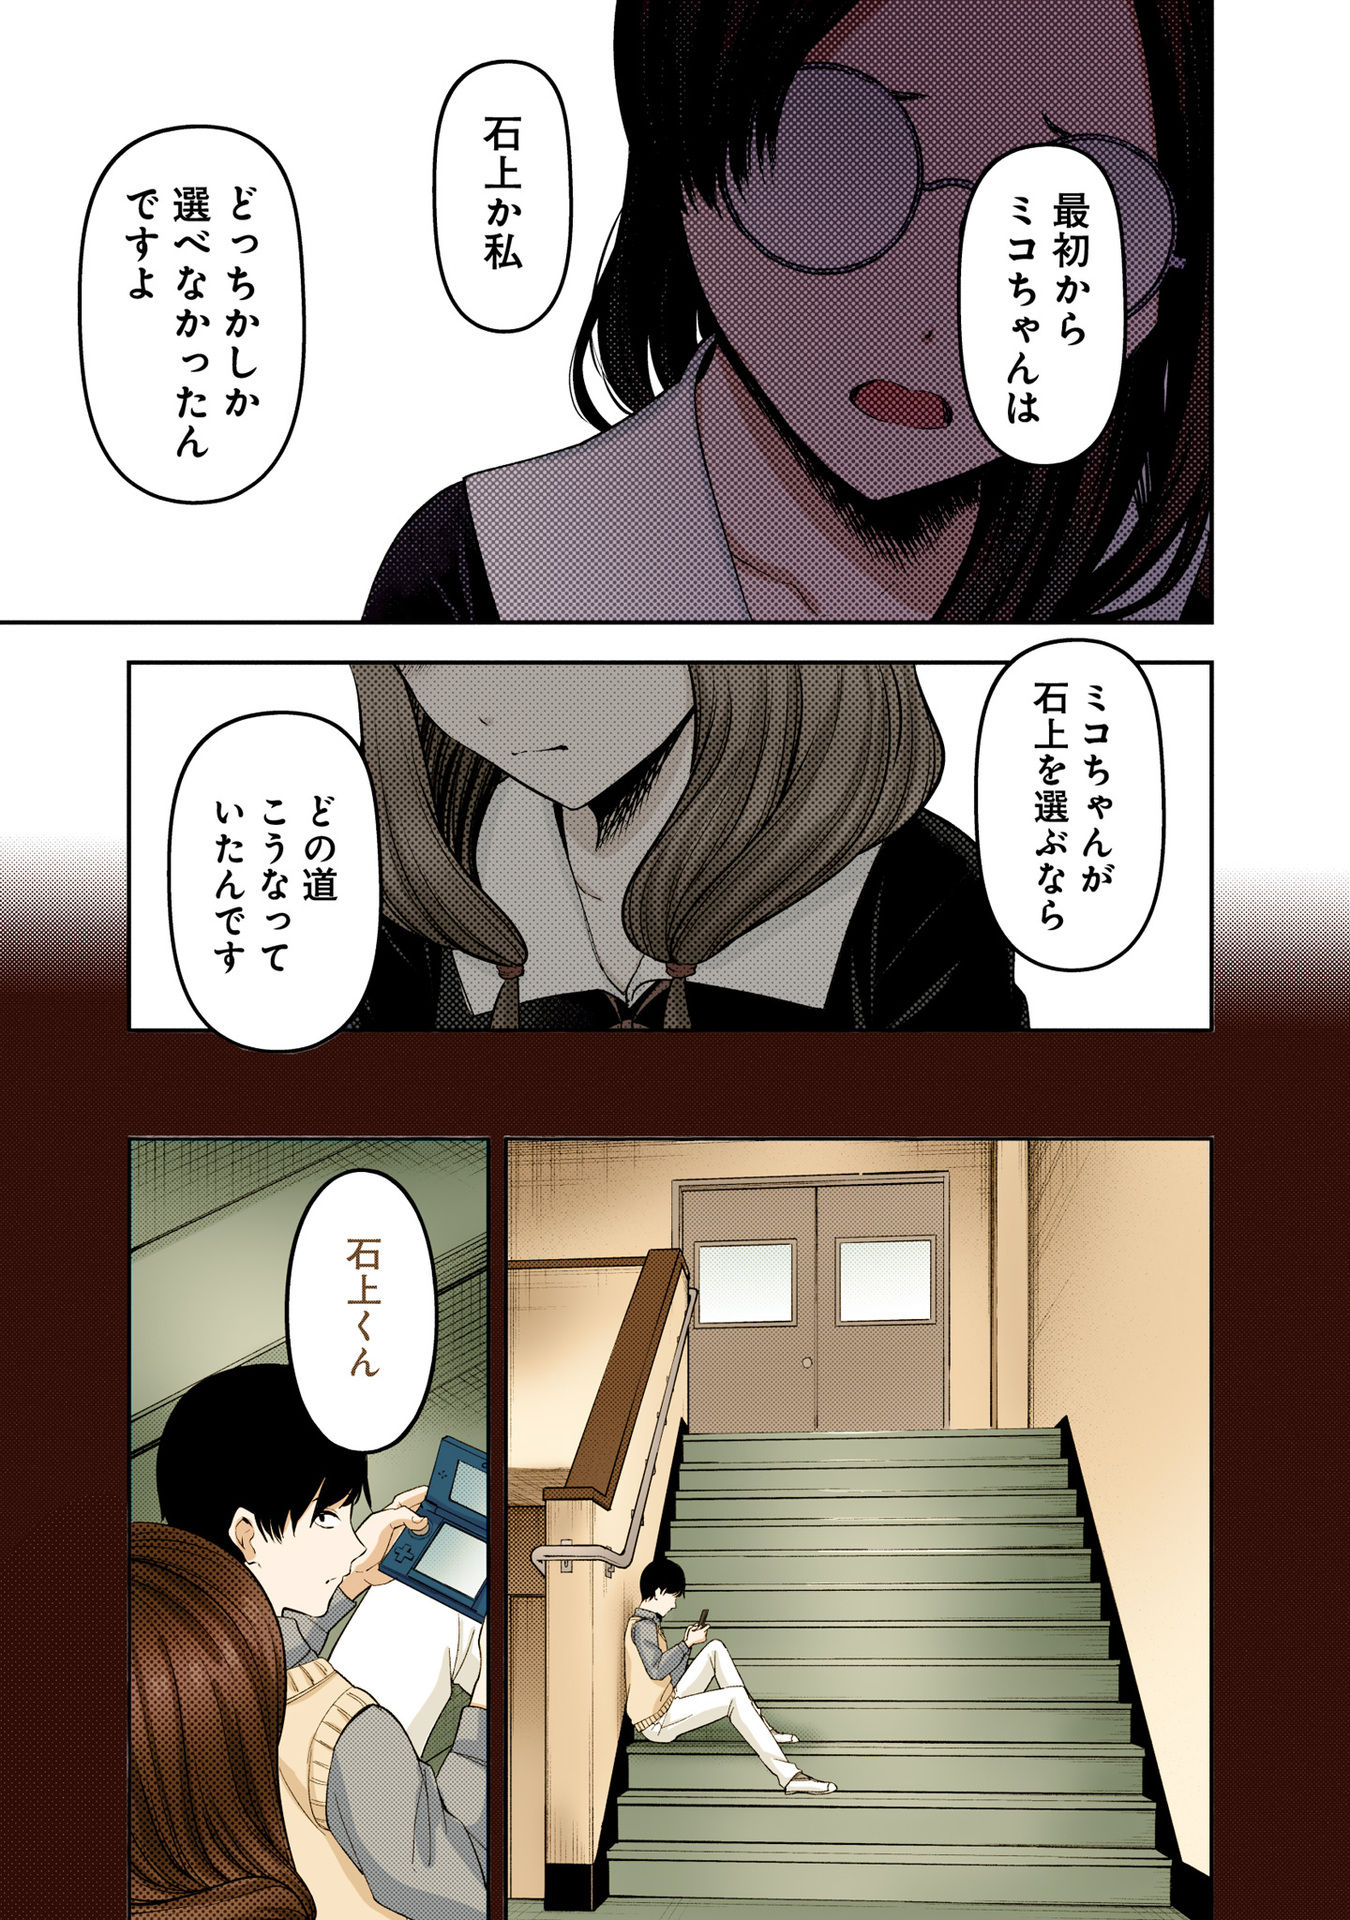 最初から
ミコちゃんは
石上か私
どっちかしか
選べなかったん
ですよ
ミコちゃんが
石上を選ぶなら
どの道
こうなって
いたんです
石上くん